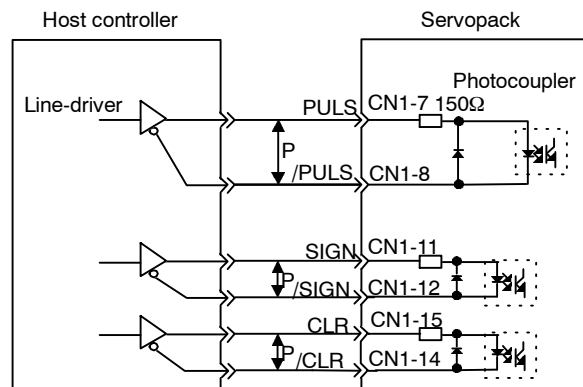 Host controller
Servopack
Photocoupler
Line-driver
PULS CN1-7 150Ω
P
/PULS CN1-8
SIGN CN1-11
P
/SIGN CN1-12
CLR CN1-15
P
/CLR CN1-14